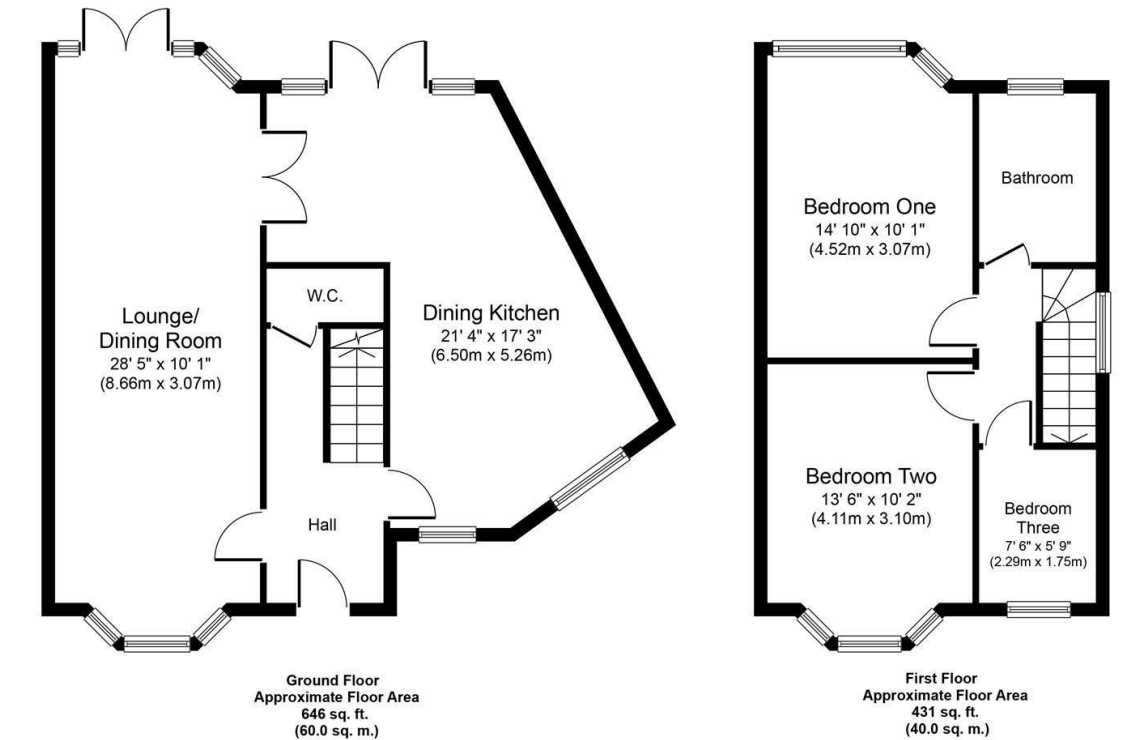 Lounge/
Dining Room
28' 5" x 10' 1"
(8.66m x 3.07m)
W.C.
Dining Kitchen
21' 4" x 17' 3"
(6.50m x 5.26m)
Hall
Ground Floor
Approximate Floor Area
646 sq. ft.
(60.0 sq. m.)
Bedroom One
14' 10" x 10' 1"
(4.52m x 3.07m)
Bathroom
Bedroom Two
13' 6" x 10' 2"
(4.11m x 3.10m)
Bedroom
Three
7' 6" x 5' 9"
(2.29m x 1.75m)
First Floor
Approximate Floor Area
431 sq. ft.
(40.0 sq. m.)